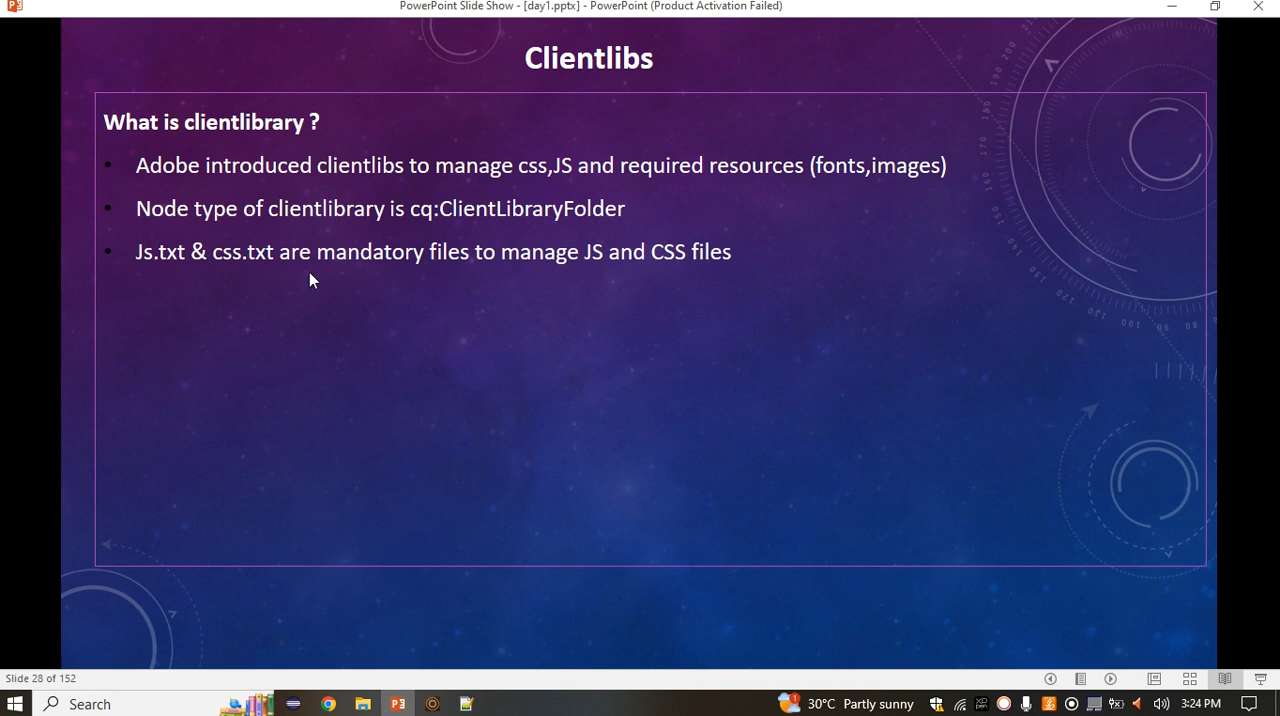 PowerPoint Slide Show - [day1.pptx] - PowerPoint (Product Activation Failed)
Clientlibs
What is clientlibrary ?
• Adobe introduced clientlibs to manage css,JS and required resources (fonts,images)
• Node type of clientlibrary is cq:ClientLibraryFolder
• Js.txt & css.txt are mandatory files to manage JS and CSS files
Slide 28 of 152
Search
30°C Partly sunny
3:24 PM